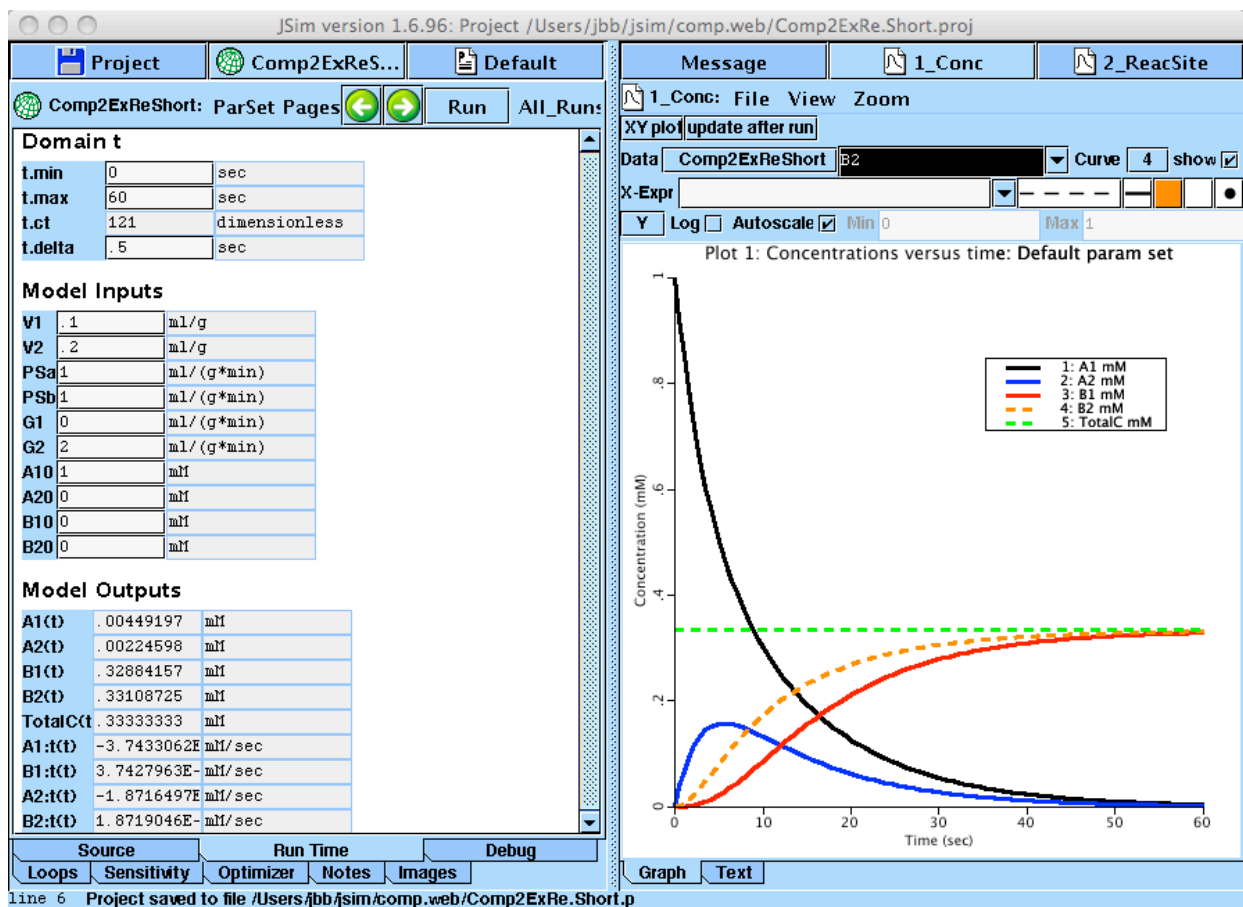 JSim version 1.6.96: Project /Users/jbb/jsim/comp.web/Comp2ExRe.Short.proj
Project Comp2ExReS... Default
Comp2ExReShort: ParSet Pages Run All_Runs
Domain t
t.min 0 sec
t.max 60 sec
t.ct 121 dimensionless
t.delta .5 sec
Model Inputs
V1 .1 ml/g
V2 .2 ml/g
PSa 1 ml/(g*min)
PSb 1 ml/(g*min)
G1 0 ml/(g*min)
G2 2 ml/(g*min)
A10 1 mM
A20 0 mM
B10 0 mM
B20 0 mM
Model Outputs
A1(t) .00449197 mM
A2(t) .00224598 mM
B1(t) .32884157 mM
B2(t) .33108725 mM
TotalC(t .33333333 mM
A1:t(t) -3.7433062E mM/sec
B1:t(t) 3.7427963E- mM/sec
A2:t(t) -1.8716497E mM/sec
B2:t(t) 1.8719046E- mM/sec
Source Run Time Debug
Loops Sensitivity Optimizer Notes Images
Message 1_Conc 2_ReacSite
1_Conc: File View Zoom
XY plot update after run
Data Comp2ExReShort B2 Curve 4 show
X-Expr
Y Log Autoscale Min 0 Max 1
Plot 1: Concentrations versus time: Default param set
1: A1 mM
2: A2 mM
3: B1 mM
4: B2 mM
5: TotalC mM
Concentration (mM)
1
.8
.6
.4
.2
0
0 10 20 30 40 50 60
Time (sec)
Graph Text
line 6 Project saved to file /Users/jbb/jsim/comp.web/Comp2ExRe.Short.p